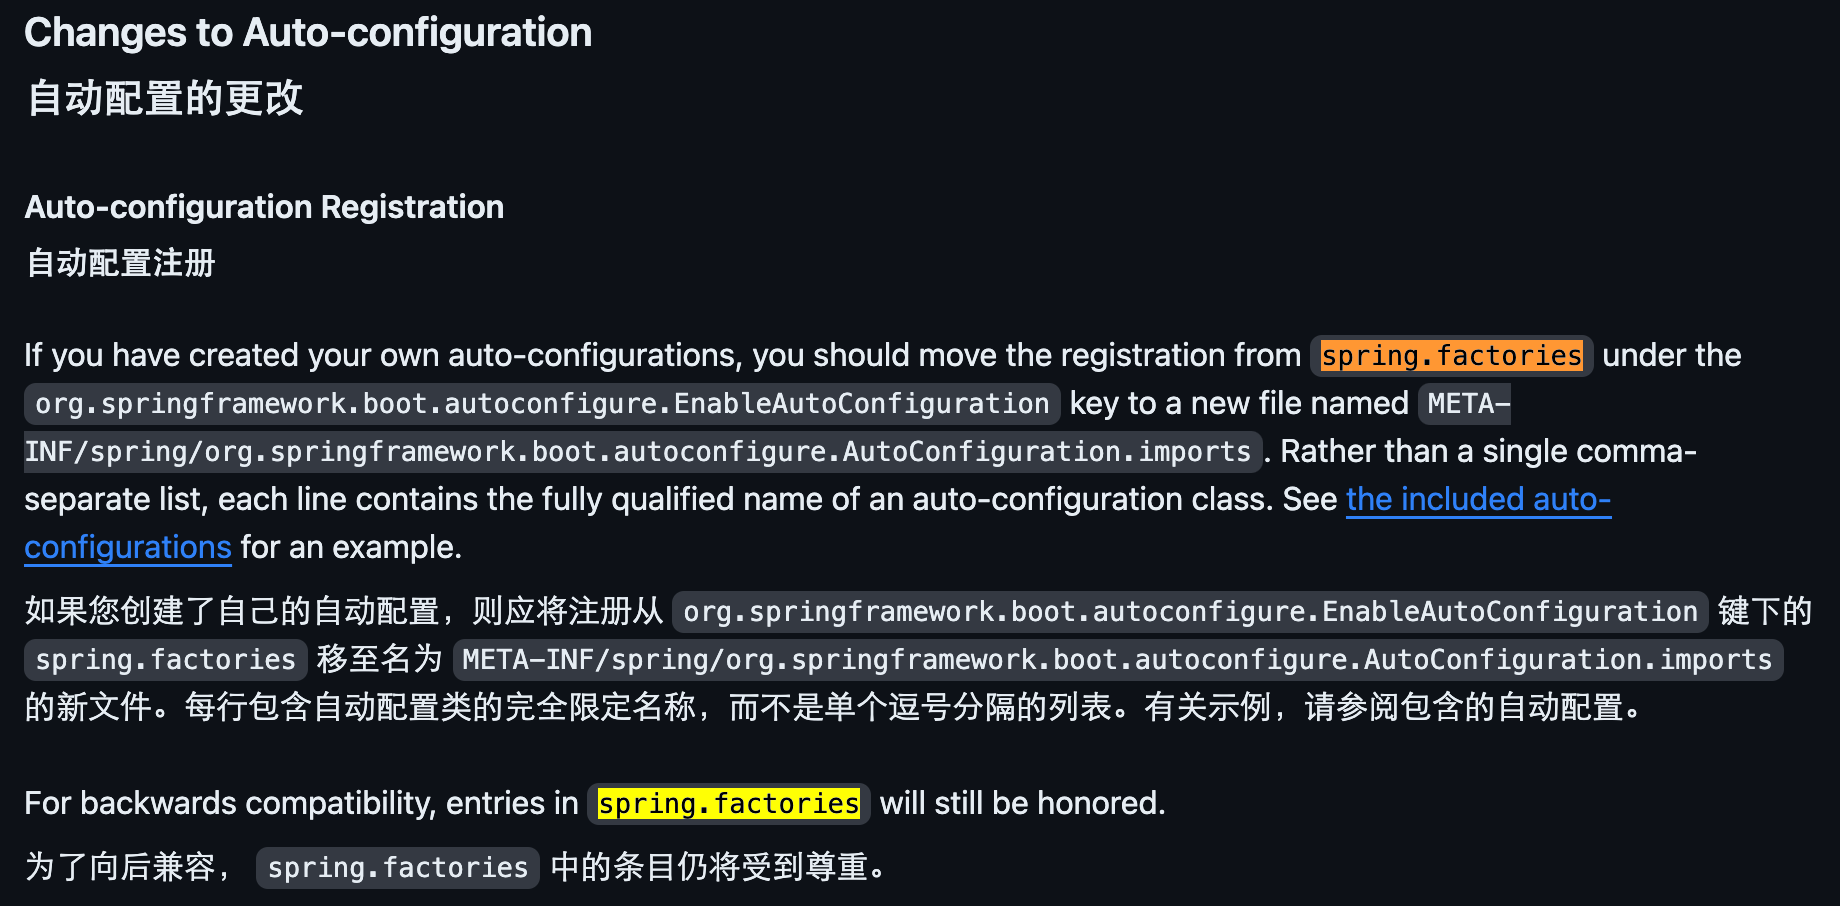 Changes to Auto-configuration
自动配置的更改
Auto-configuration Registration
自动配置注册
If you have created your own auto-configurations, you should move the registration from spring.factories under the
org.springframework.boot.autoconfigure.EnableAutoConfiguration key to a new file named META-
INF/spring/org.springframework.boot.autoconfigure.AutoConfiguration.imports. Rather than a single comma-
separate list, each line contains the fully qualified name of an auto-configuration class. See the included auto-
configurations for an example.
如果您创建了自己的自动配置，则应将注册从 org.springframework.boot.autoconfigure.EnableAutoConfiguration 键下的
spring.factories 移至名为 META-INF/spring/org.springframework.boot.autoconfigure.AutoConfiguration.imports
的新文件。每行包含自动配置类的完全限定名称，而不是单个逗号分隔的列表。有关示例，请参阅包含的自动配置。
For backwards compatibility, entries in spring.factories will still be honored.
为了向后兼容， spring.factories 中的条目仍将受到尊重。